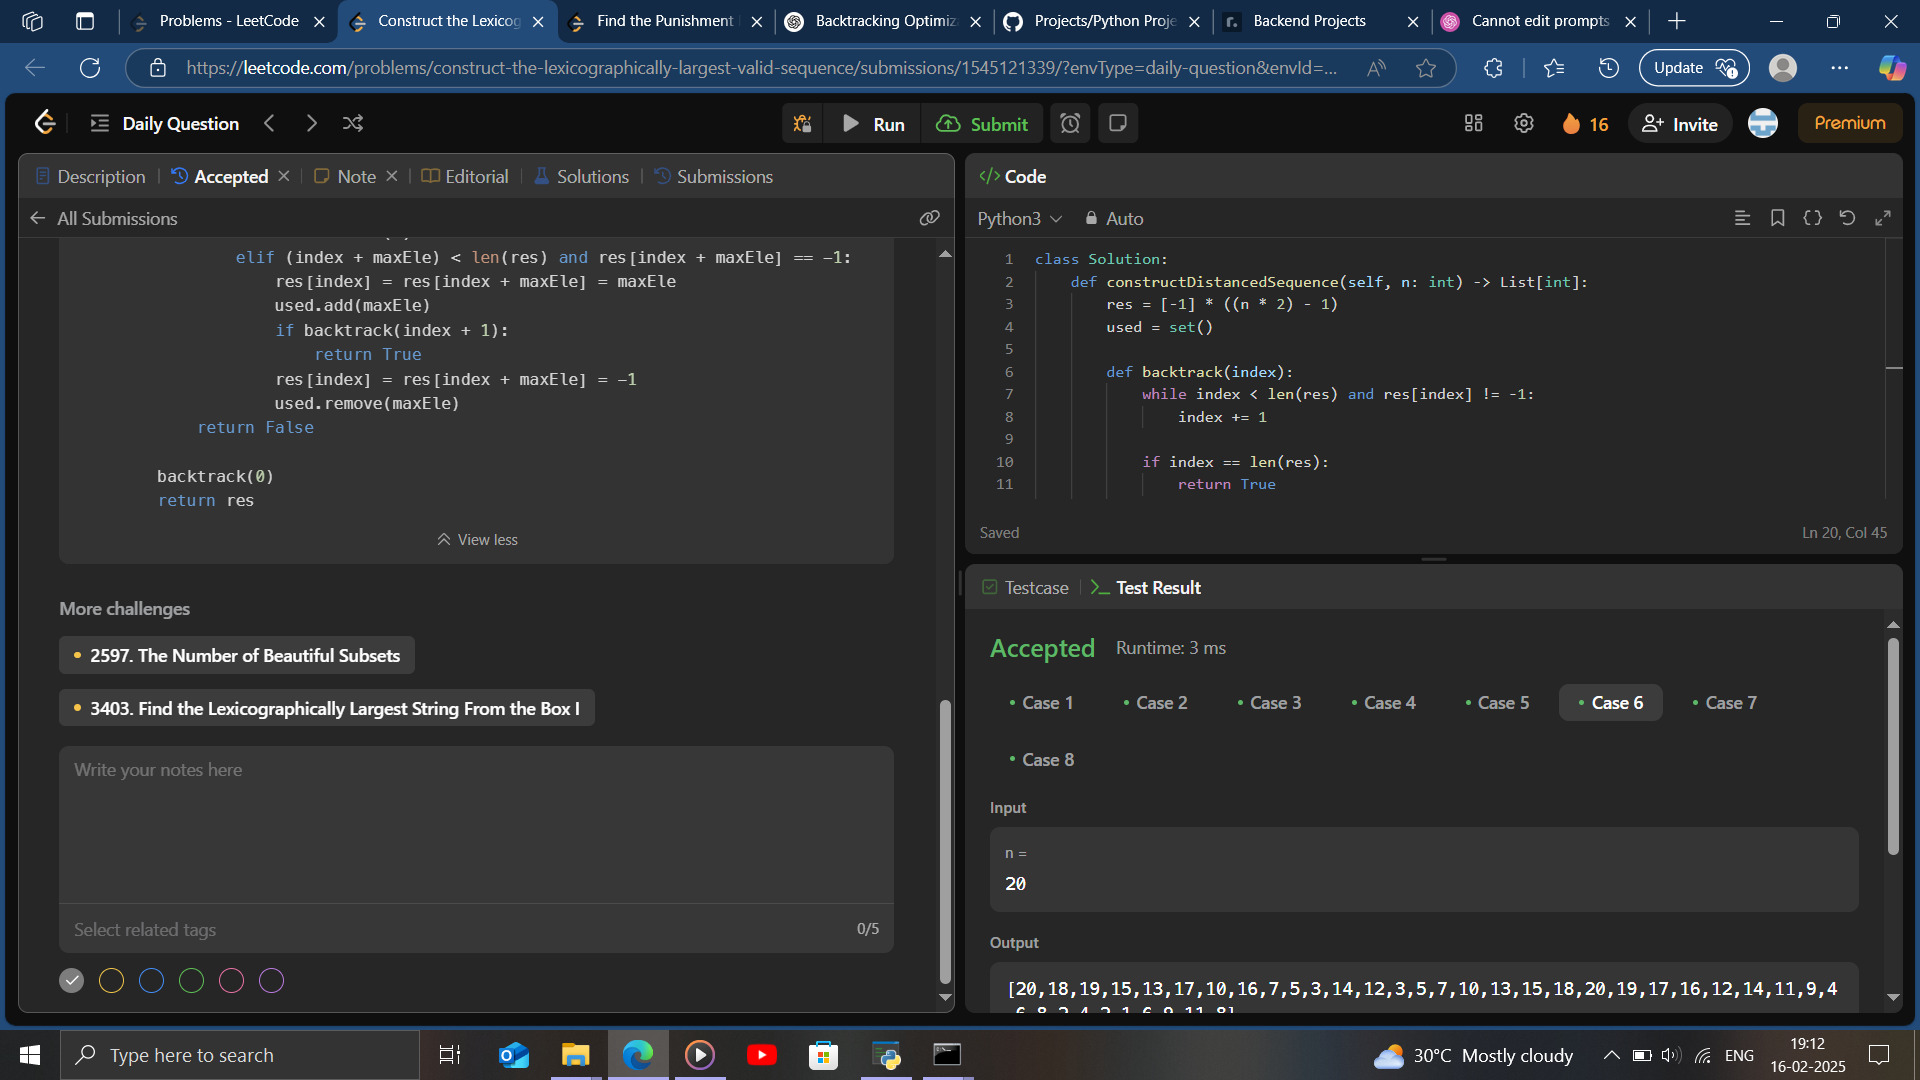 Problems - LeetCode
Construct the Lexicog
Find the Punishment
Backtracking Optimiz
Projects/Python Proje
Backend Projects
Cannot edit prompts
https://leetcode.com/problems/construct-the-lexicographically-largest-valid-sequence/submissions/1545121339/?envType=daily-question&envId=...
Update
Daily Question
Run
Submit
16
Invite
Premium
Description
Accepted
Note
Editorial
Solutions
Submissions
All Submissions
elif (index + maxEle) < len(res) and res[index + maxEle] == -1:
res[index] = res[index + maxEle] = maxEle
used.add(maxEle)
if backtrack(index + 1):
return True
res[index] = res[index + maxEle] = -1
used.remove(maxEle)
return False
backtrack(0)
return res
View less
More challenges
2597. The Number of Beautiful Subsets
3403. Find the Lexicographically Largest String From the Box I
Write your notes here
Select related tags
0/5
</> Code
Python3
Auto
1 class Solution:
2 def constructDistancedSequence(self, n: int) -> List[int]:
3 res = [-1] * ((n * 2) - 1)
4 used = set()
5
6 def backtrack(index):
7 while index < len(res) and res[index] != -1:
8 index += 1
9
10 if index == len(res):
11 return True
Saved
Ln 20, Col 45
Testcase
Test Result
Accepted
Runtime: 3 ms
Case 1
Case 2
Case 3
Case 4
Case 5
Case 6
Case 7
Case 8
Input
n =
20
Output
[20,18,19,15,13,17,10,16,7,5,3,14,12,3,5,7,10,13,15,18,20,19,17,16,12,14,11,9,4
Type here to search
30°C Mostly cloudy
ENG
19:12
16-02-2025